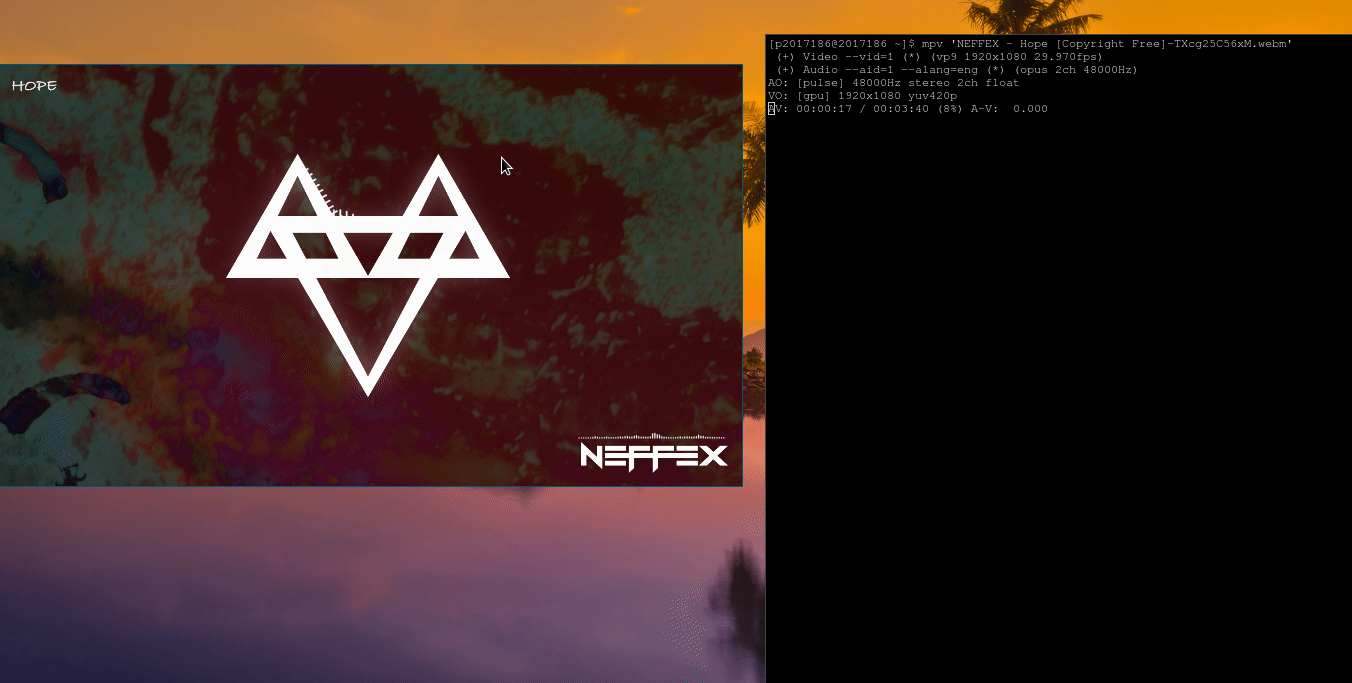 HOPE
NEFFEX
[p2017186@2017186 ~]$ mpv 'NEFFEX - Hope [Copyright Free]-TXcg25C56xM.webm'
(+) Video --vid=1 (*) (vp9 1920x1080 29.970fps)
(+) Audio --aid=1 --alang=eng (*) (opus 2ch 48000Hz)
AO: [pulse] 48000Hz stereo 2ch float
VO: [gpu] 1920x1080 yuv420p
AV: 00:00:17 / 00:03:40 (8%) A-V:  0.000